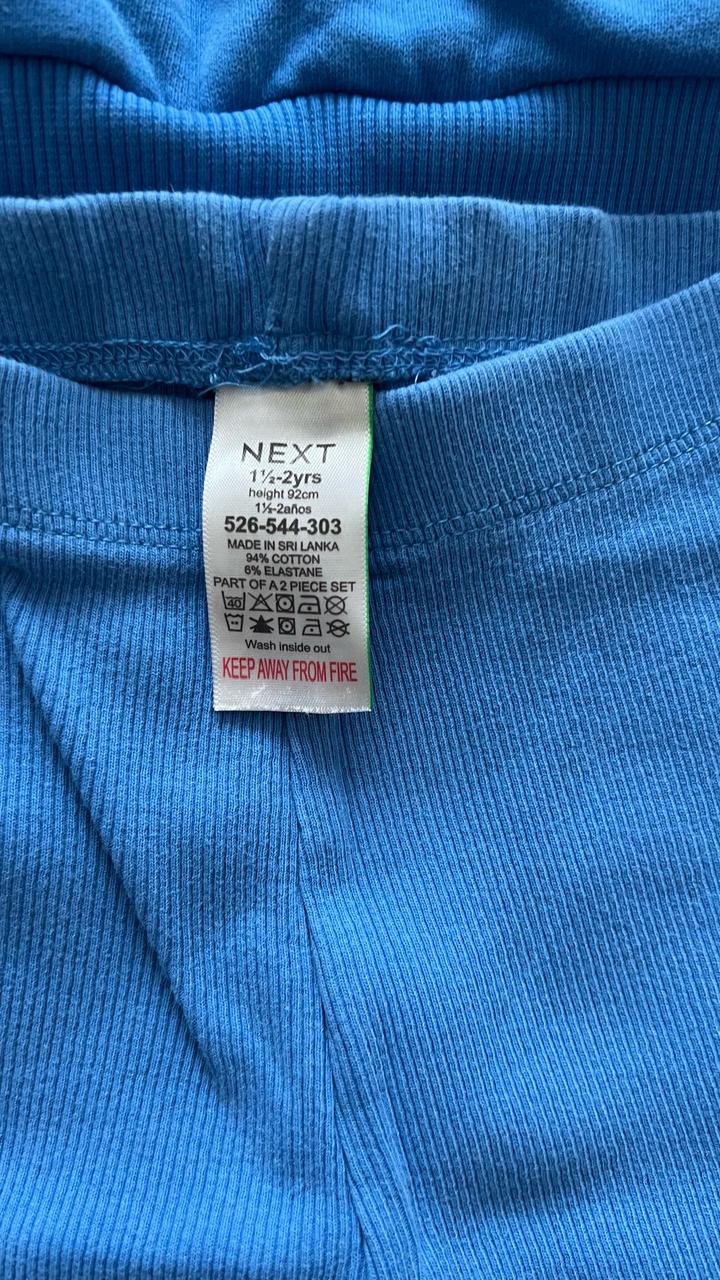 NEXT
1½-2yrs
height 92cm
1½-2años
526-544-303
MADE IN SRI LANKA
94% COTTON
6% ELASTANE
PART OF A 2 PIECE SET
40
Wash inside out
KEEP AWAY FROM FIRE